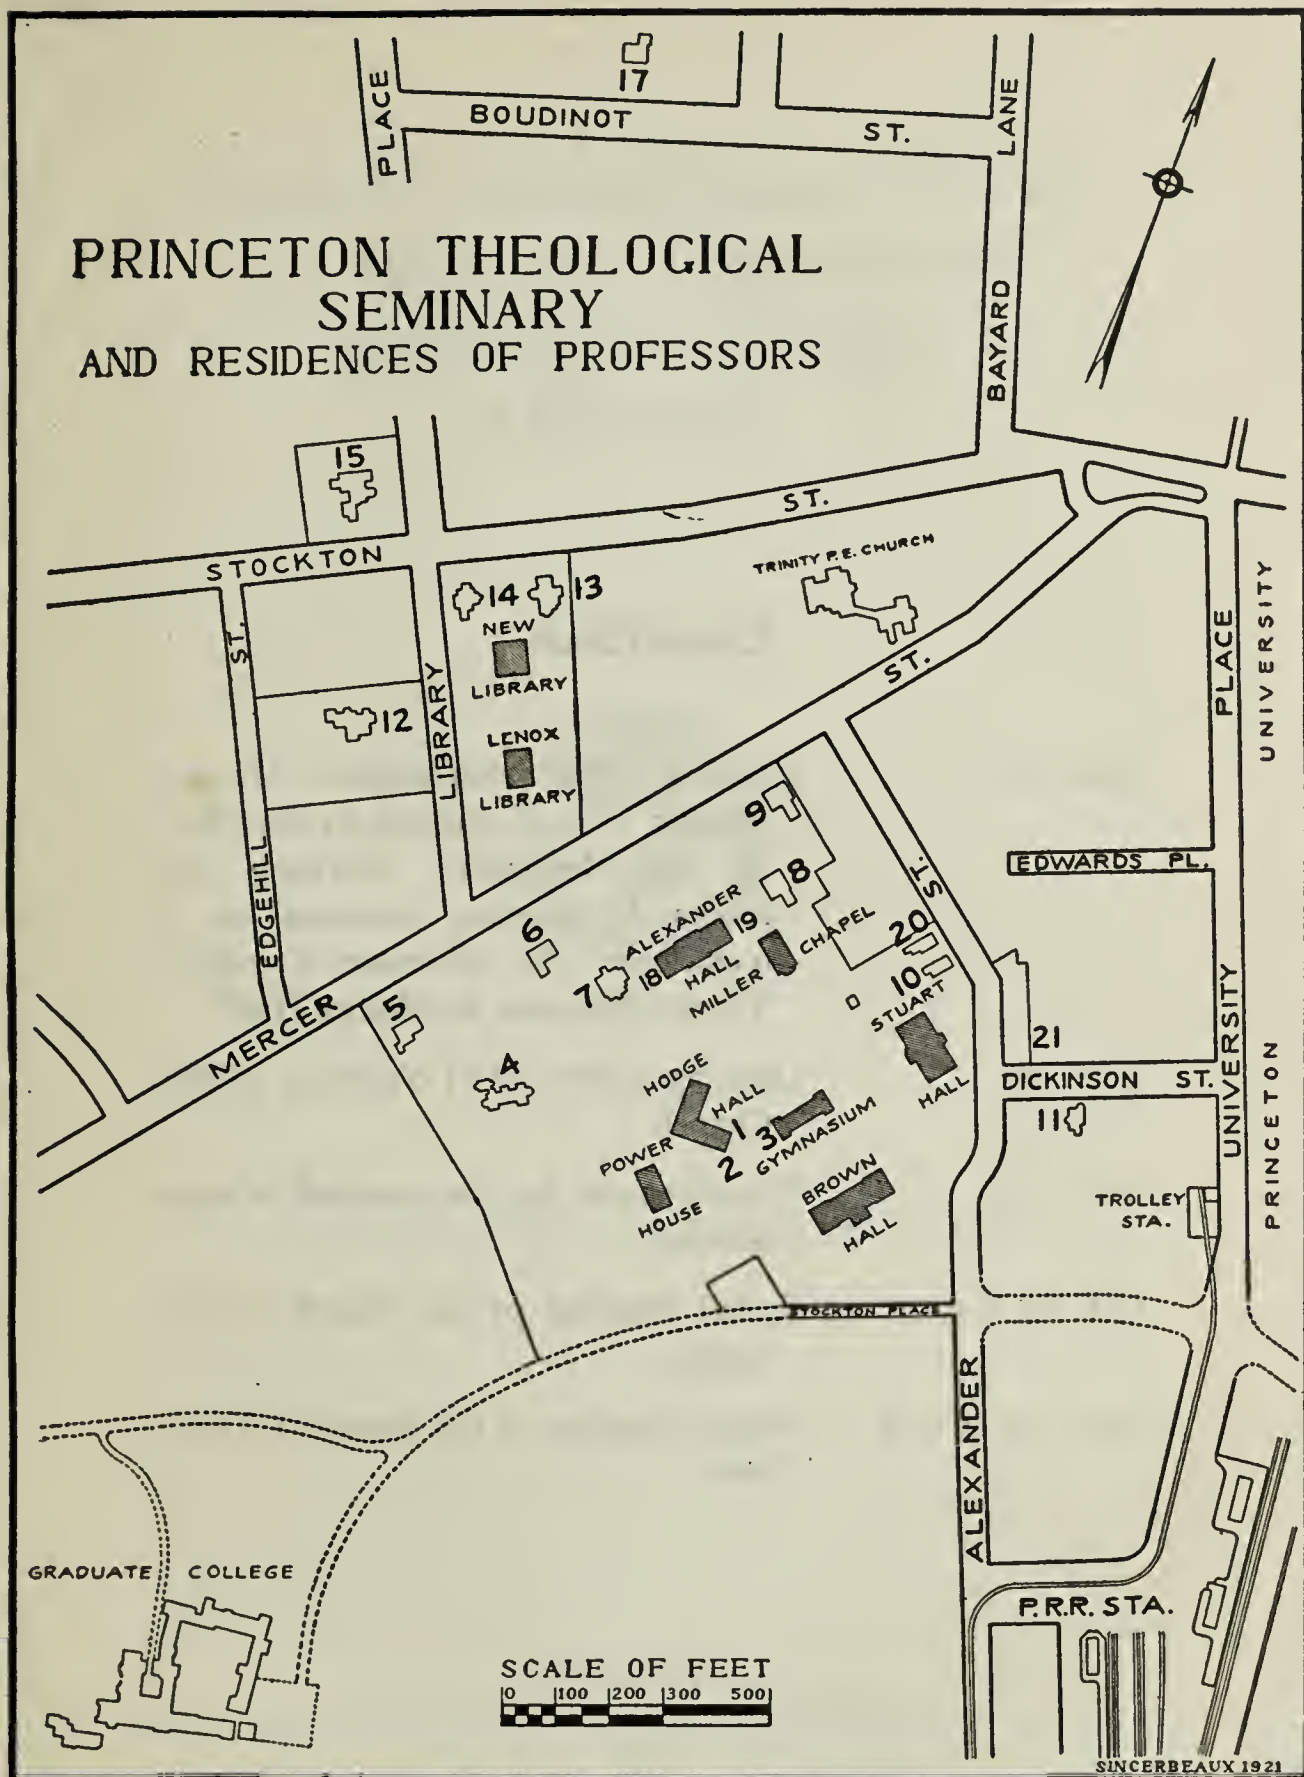 17
PLACE
BOUDINOT ST.
LANE
PRINCETON THEOLOGICAL
SEMINARY
AND RESIDENCES OF PROFESSORS
BAYARD
15
ST.
STOCKTON
TRINITY P.E. CHURCH
14
13
NEW
LIBRARY
ST.
LIBRARY
12
LENOX
LIBRARY
ST.
PLACE
UNIVERSITY
9
EDWARDS PL.
8
ST.
EDGEHILL
6
ALEXANDER
HALL
18
19
7
MILLER CHAPEL
20
10
STUART
HALL
MERCER
5
4
21
HODGE
HALL
1
2
3
GYMNASIUM
DICKINSON ST.
11
UNIVERSITY
PRINCETON
POWER
HOUSE
BROWN
HALL
TROLLEY
STA.
STOCKTON PLACE
ALEXANDER
GRADUATE COLLEGE
P.R.R. STA.
SCALE OF FEET
0 100 200 300 500
SINCERBEAUX 1921